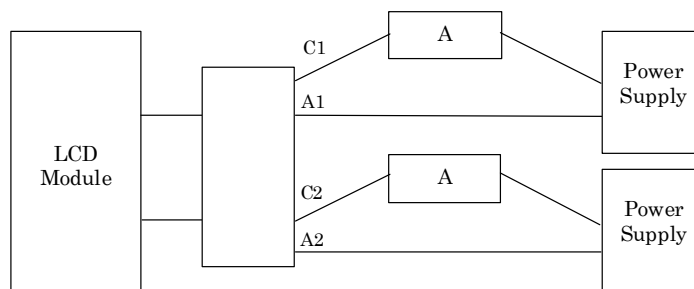 C1
A
Power
Supply
A1
LCD
Module
C2
A
Power
Supply
A2